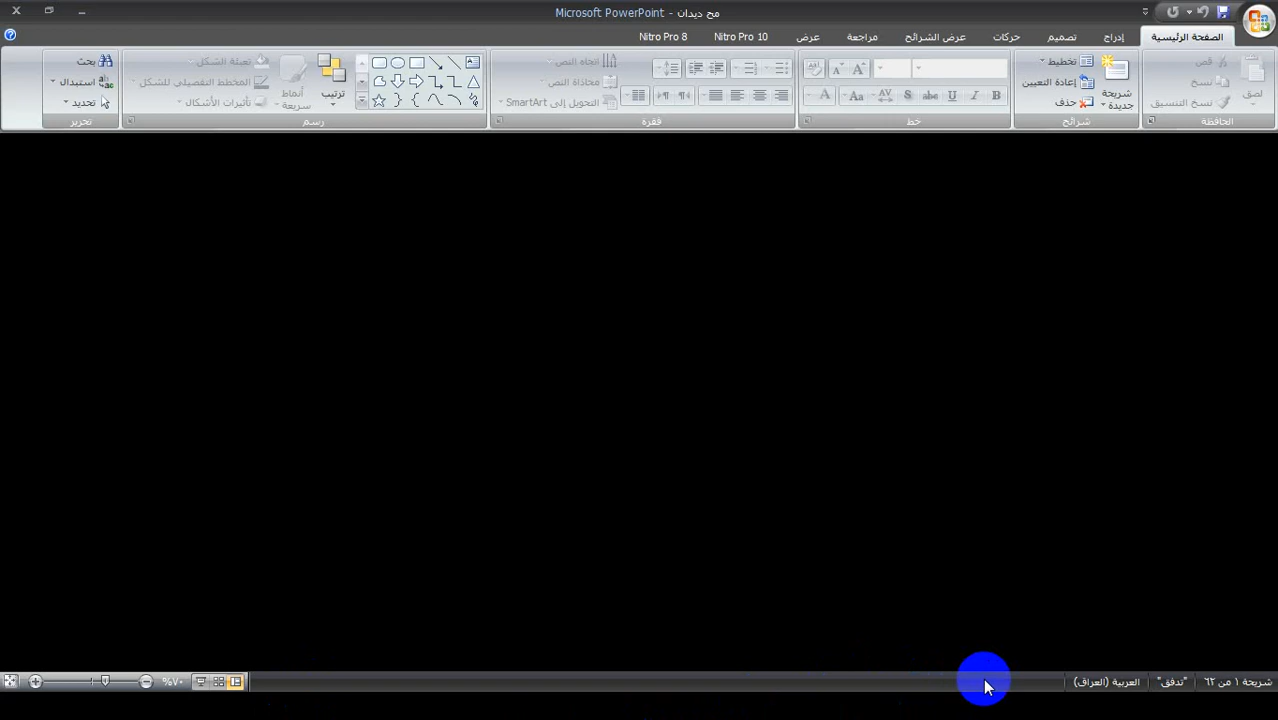 مح ديدان - Microsoft PowerPoint
الصفحة الرئيسية
إدراج
تصميم
حركات
عرض الشرائح
مراجعة
عرض
Nitro Pro 10
Nitro Pro 8
لصق
قص
نسخ
نسخ التنسيق
الحافظة
شريحة
جديدة
تخطيط
إعادة التعيين
حذف
شرائح
خط
اتجاه النص
محاذاة النص
التحويل إلى SmartArt
فقرة
ترتيب
أنماط
سريعة
تعبئة الشكل
المخطط التفصيلي للشكل
تأثيرات الأشكال
رسم
بحث
استبدال
تحديد
تحرير
شريحة ١ من ٦٢
"تدفق"
العربية (العراق)
%٧٠